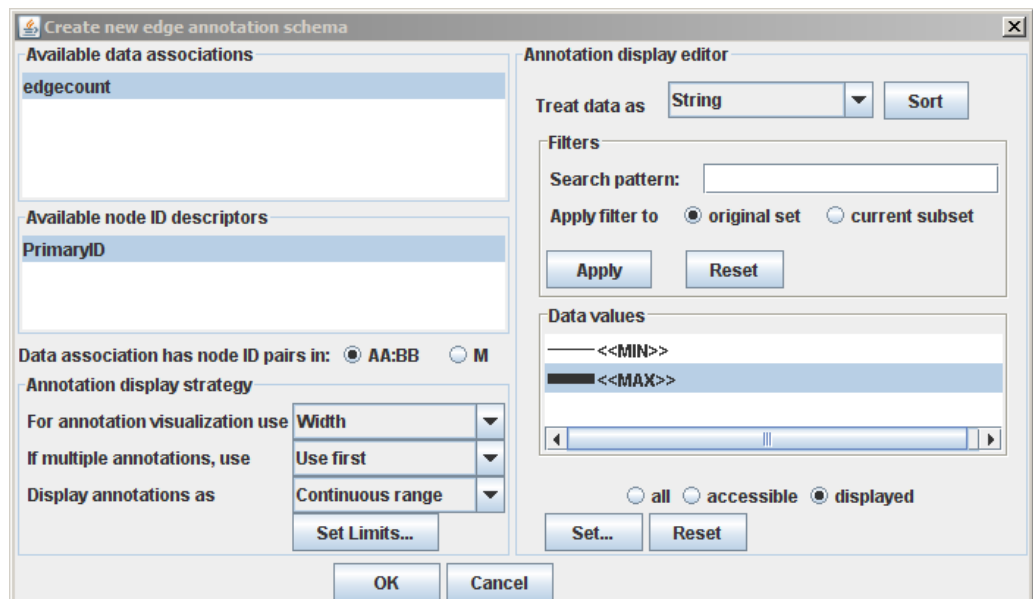 Create new edge annotation schema
Available data associations
edgecount
Available node ID descriptors
PrimaryID
Data association has node ID pairs in: AA:BB M
Annotation display strategy
For annotation visualization use Width
If multiple annotations, use Use first
Display annotations as Continuous range
Set Limits...
Annotation display editor
Treat data as String Sort
Filters
Search pattern:
Apply filter to original set current subset
Apply Reset
Data values
<<MIN>>
<<MAX>>
all accessible displayed
Set... Reset
OK Cancel